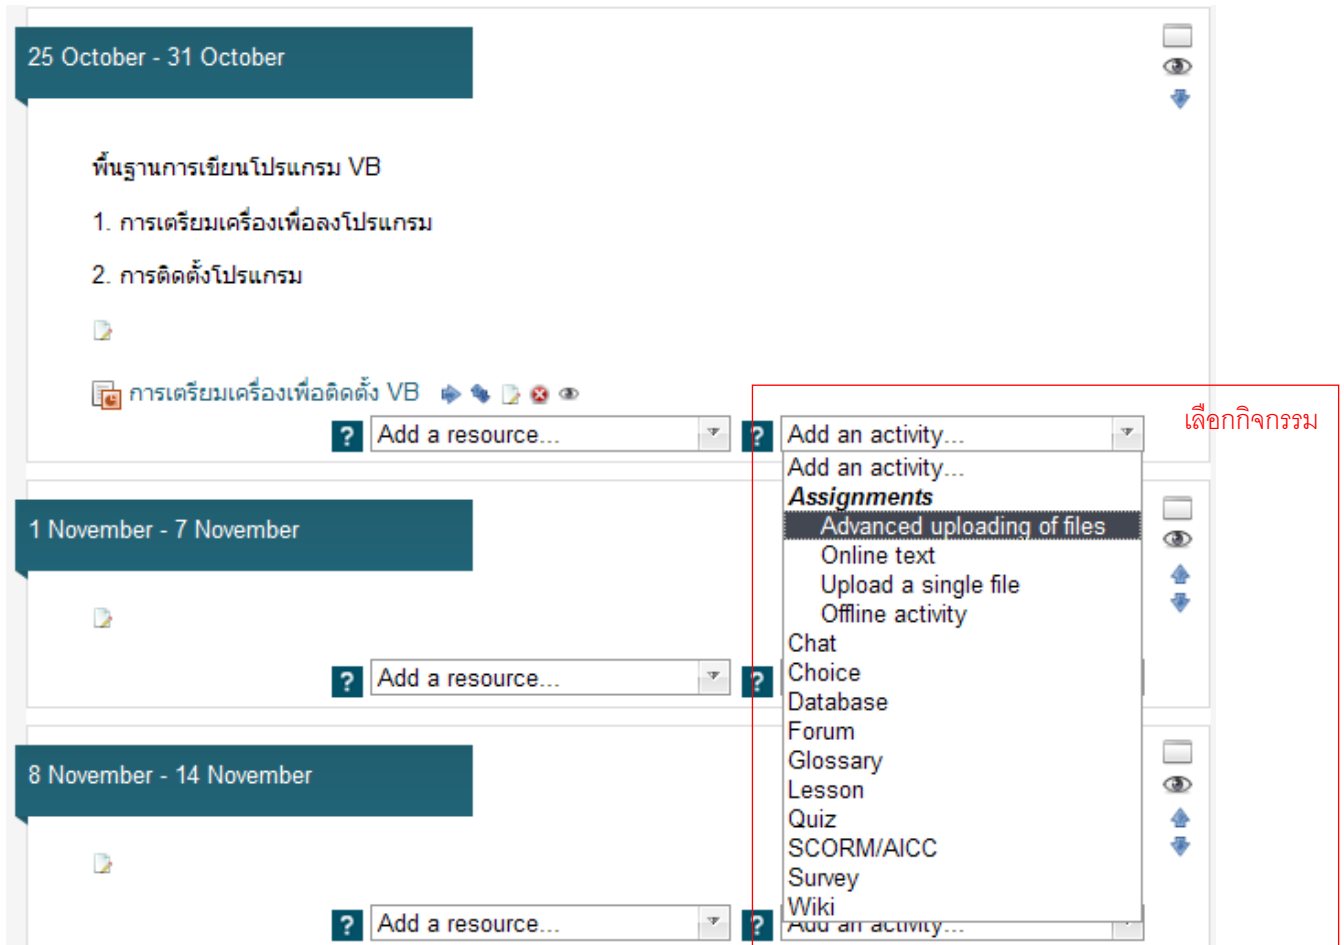 25 October - 31 October
พื้นฐานการเขียนโปรแกรม VB
1. การเตรียมเครื่องเพื่อลงโปรแกรม
2. การติดตั้งโปรแกรม
การเตรียมเครื่องเพื่อติดตั้ง VB
? Add a resource... ? Add an activity...
เลือกกิจกรรม
Add an activity...
Assignments
Advanced uploading of files
Online text
Upload a single file
Offline activity
Chat
Choice
Database
Forum
Glossary
Lesson
Quiz
SCORM/AICC
Survey
Wiki
1 November - 7 November
? Add a resource... ?
8 November - 14 November
? Add a resource... ? Add an activity...